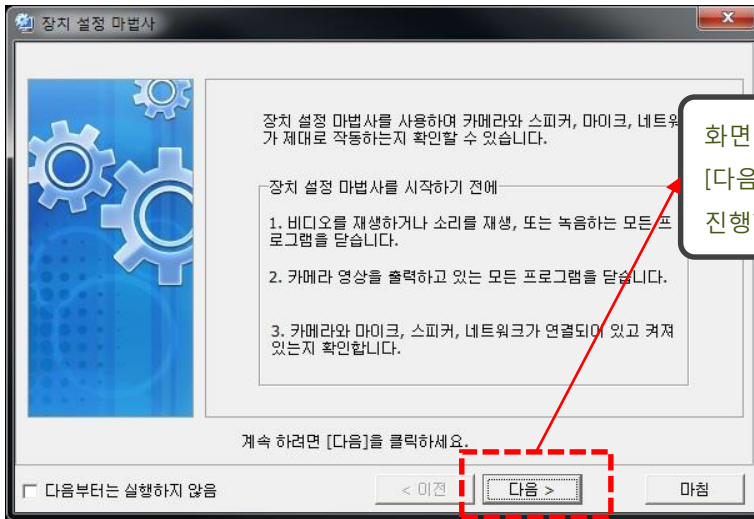 장치 설정 마법사
장치 설정 마법사를 사용하여 카메라와 스피커, 마이크, 네트워
가 제대로 작동하는지 확인할 수 있습니다.
장치 설정 마법사를 시작하기 전에
1. 비디오를 재생하거나 소리를 재생, 또는 녹음하는 모든 프
로그램을 닫습니다.
2. 카메라 영상을 출력하고 있는 모든 프로그램을 닫습니다.
3. 카메라와 마이크, 스피커, 네트워크가 연결되어 있고 켜져
있는지 확인합니다.
화면
[다음
진행
계속 하려면 [다음]을 클릭하세요.
다음부터는 실행하지 않음
< 이전
다음 >
마침